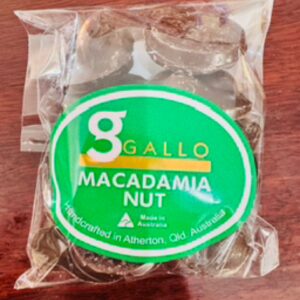 g GALLO
MACADAMIA
NUT
Made in
Australia
Handcrafted in Atherton, Qld, Australia